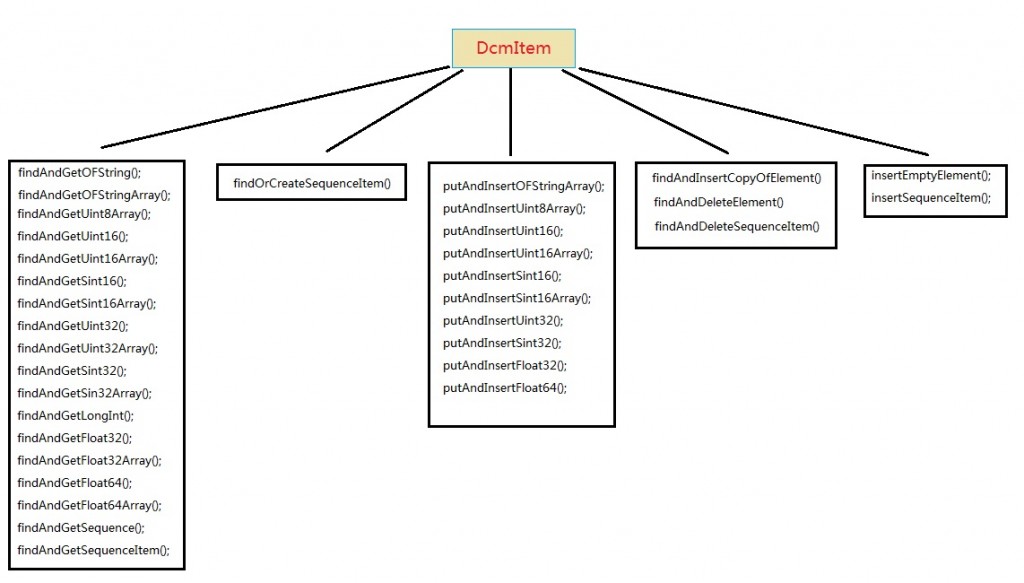 DcmItem
findAndGetOFString();
findAndGetOFStringArray();
findAndGetUint8Array();
findAndGetUint16();
findAndGetUint16Array();
findAndGetSint16();
findAndGetSint16Array();
findAndGetUint32();
findAndGetUint32Array();
findAndGetSint32();
findAndGetSin32Array();
findAndGetLongInt();
findAndGetFloat32();
findAndGetFloat32Array();
findAndGetFloat64();
findAndGetFloat64Array();
findAndGetSequence();
findAndGetSequenceItem();
findOrCreateSequenceItem()
putAndInsertOFStringArray();
putAndInsertUint8Array();
putAndInsertUint16();
putAndInsertUint16Array();
putAndInsertSint16();
putAndInsertSint16Array();
putAndInsertUint32();
putAndInsertSint32();
putAndInsertFloat32();
putAndInsertFloat64();
findAndInsertCopyOfElement()
findAndDeleteElement()
findAndDeleteSequenceItem()
insertEmptyElement();
insertSequenceItem();